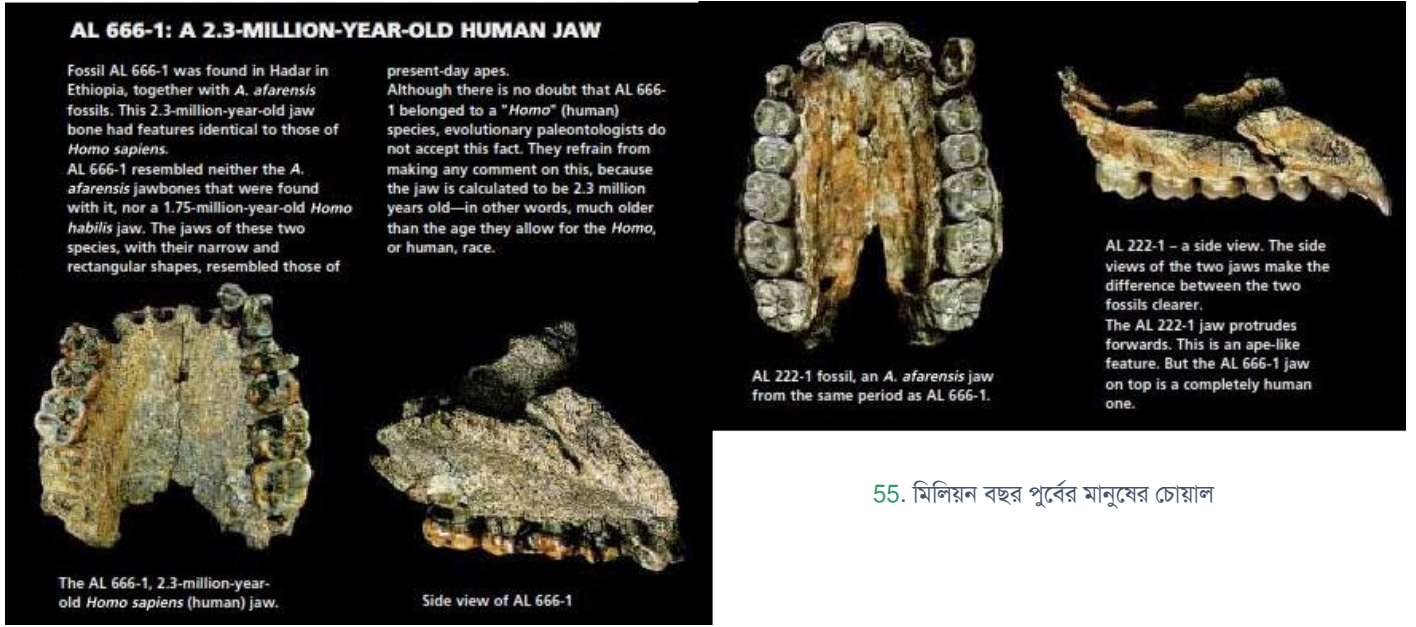 AL 666-1: A 2.3-MILLION-YEAR-OLD HUMAN JAW
Fossil AL 666-1 was found in Hadar in
Ethiopia, together with A. afarensis
fossils. This 2.3-million-year-old jaw
bone had features identical to those of
Homo sapiens.
AL 666-1 resembled neither the A.
afarensis jawbones that were found
with it, nor a 1.75-million-year-old Homo
habilis jaw. The jaws of these two
species, with their narrow and
rectangular shapes, resembled those of
present-day apes.
Although there is no doubt that AL 666-
1 belonged to a "Homo" (human)
species, evolutionary paleontologists do
not accept this fact. They refrain from
making any comment on this, because
the jaw is calculated to be 2.3 million
years old—in other words, much older
than the age they allow for the Homo,
or human, race.
The AL 666-1, 2.3-million-year-
old Homo sapiens (human) jaw.
Side view of AL 666-1
AL 222-1 fossil, an A. afarensis jaw
from the same period as AL 666-1.
AL 222-1 – a side view. The side
views of the two jaws make the
difference between the two
fossils clearer.
The AL 222-1 jaw protrudes
forwards. This is an ape-like
feature. But the AL 666-1 jaw
on top is a completely human
one.
55. মিলিয়ন বছর পুর্বের মানুষের চোয়াল